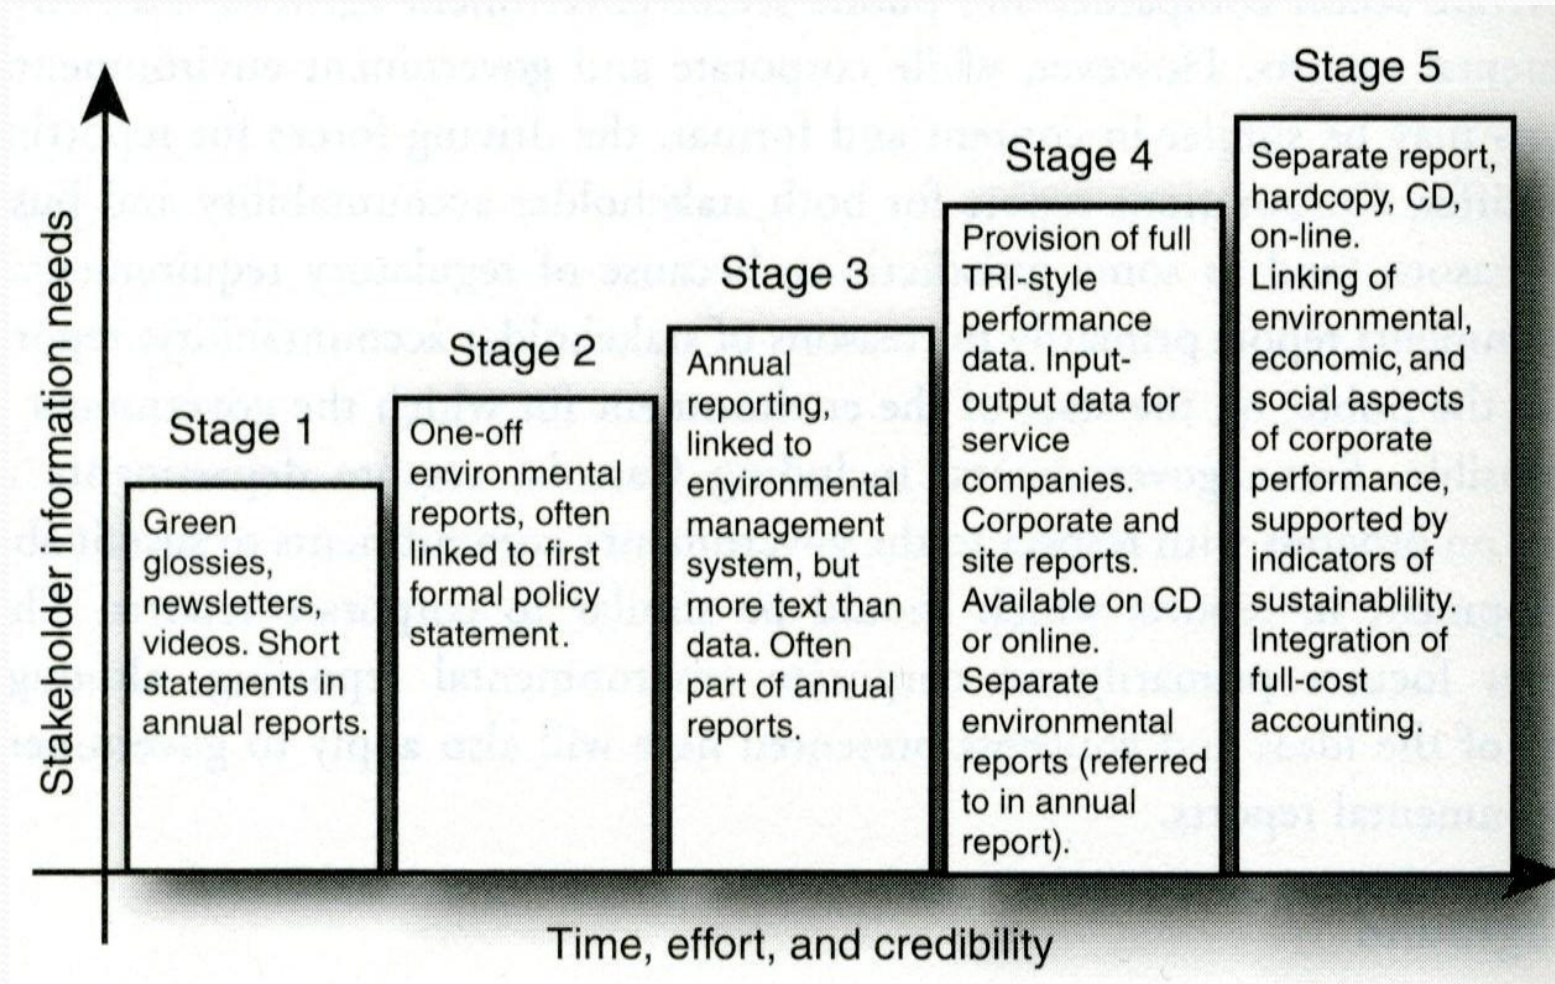 Stakeholder information needs
Stage 1
Green
glossies,
newsletters,
videos. Short
statements in
annual reports.
Stage 2
One-off
environmental
reports, often
linked to first
formal policy
statement.
Stage 3
Annual
reporting,
linked to
environmental
management
system, but
more text than
data. Often
part of annual
reports.
Stage 4
Provision of full
TRI-style
performance
data. Input-
output data for
service
companies.
Corporate and
site reports.
Available on CD
or online.
Separate
environmental
reports (referred
to in annual
report).
Stage 5
Separate report,
hardcopy, CD,
on-line.
Linking of
environmental,
economic, and
social aspects
of corporate
performance,
supported by
indicators of
sustainablility.
Integration of
full-cost
accounting.
Time, effort, and credibility